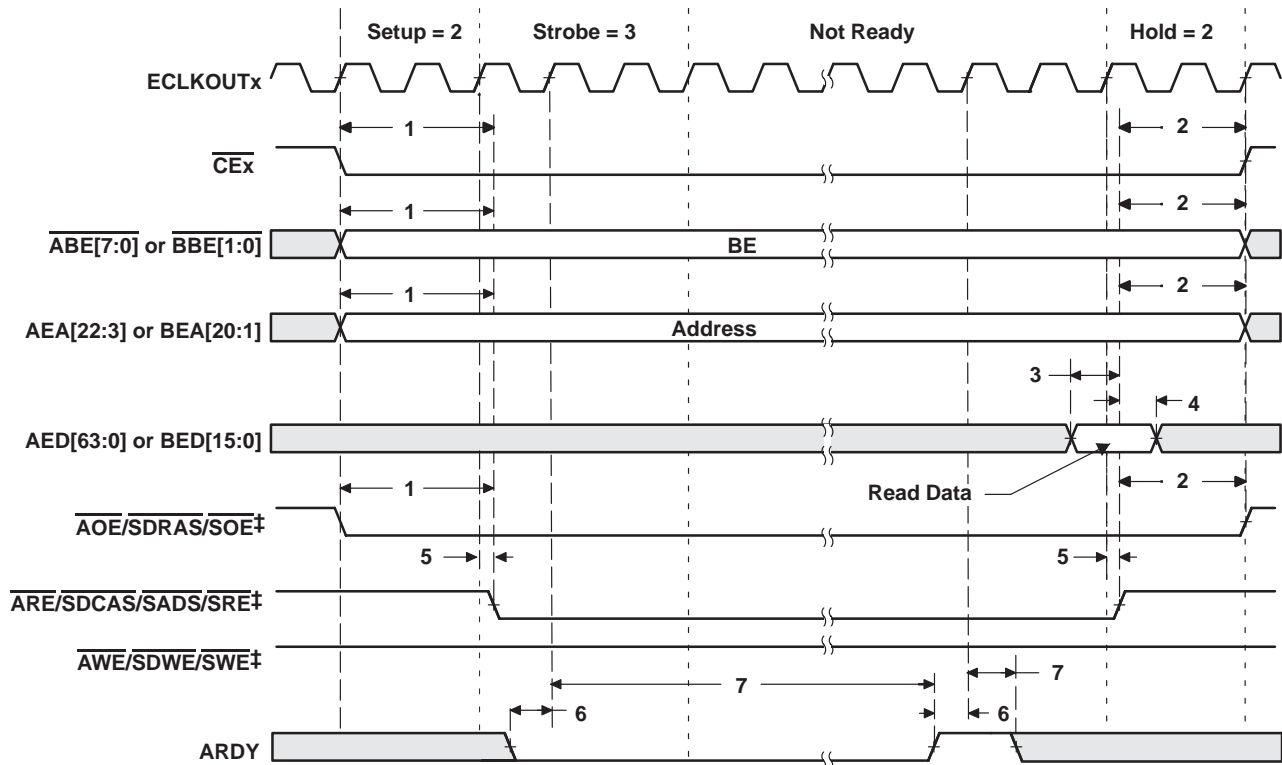 Setup = 2 Strobe = 3 Not Ready Hold = 2
ECLKOUTx
1 2
CEx
1 2
ABE[7:0] or BBE[1:0] BE
1 2
AEA[22:3] or BEA[20:1] Address
3
4
AED[63:0] or BED[15:0]
1 Read Data 2
AOE/SDRAS/SOE‡
5 5
ARE/SDCAS/SADS/SRE‡
AWE/SDWE/SWE‡
7 7
6 6
ARDY